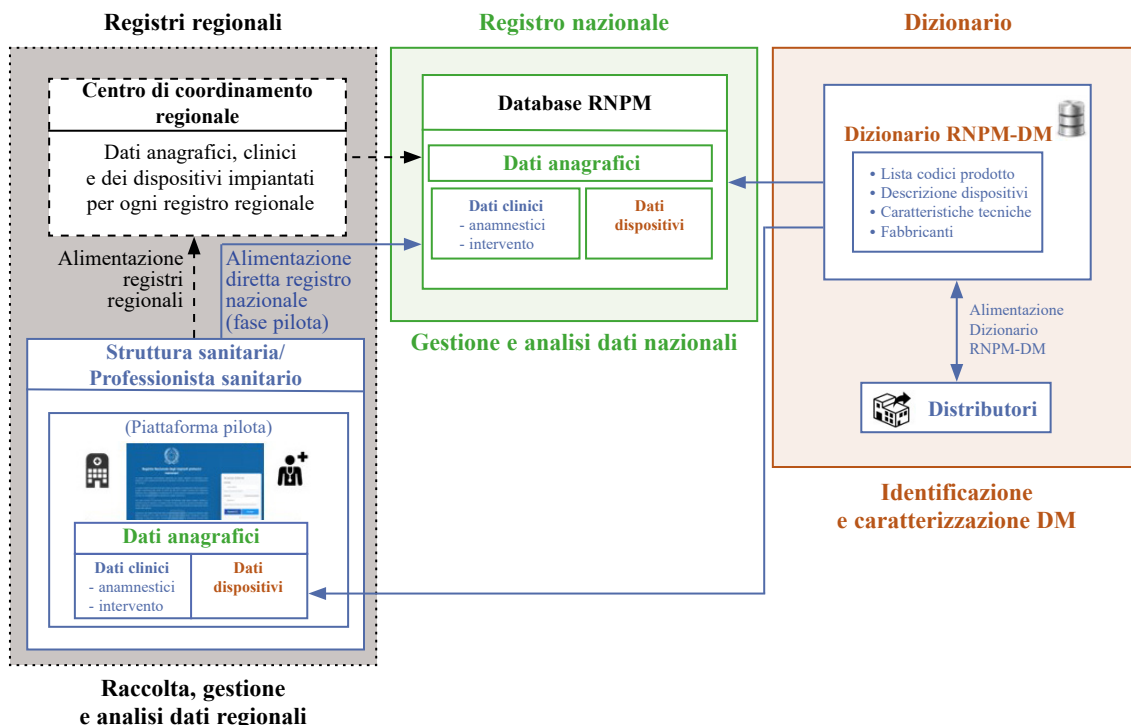 Registri regionali
Centro di coordinamento
regionale
Dati anagrafici, clinici
e dei dispositivi impiantati
per ogni registro regionale
Alimentazione
registri
regionali
Alimentazione
diretta registro
nazionale
(fase pilota)
Struttura sanitaria/
Professionista sanitario
(Piattaforma pilota)
Dati anagrafici
Dati clinici
- anamnestici
- intervento
Dati
dispositivi
Raccolta, gestione
e analisi dati regionali
Registro nazionale
Database RNPM
Dati anagrafici
Dati clinici
- anamnestici
- intervento
Dati
dispositivi
Gestione e analisi dati nazionali
Dizionario
Dizionario RNPM-DM
• Lista codici prodotto
• Descrizione dispositivi
• Caratteristiche tecniche
• Fabbricanti
Alimentazione
Dizionario
RNPM-DM
Distributori
Identificazione
e caratterizzazione DM